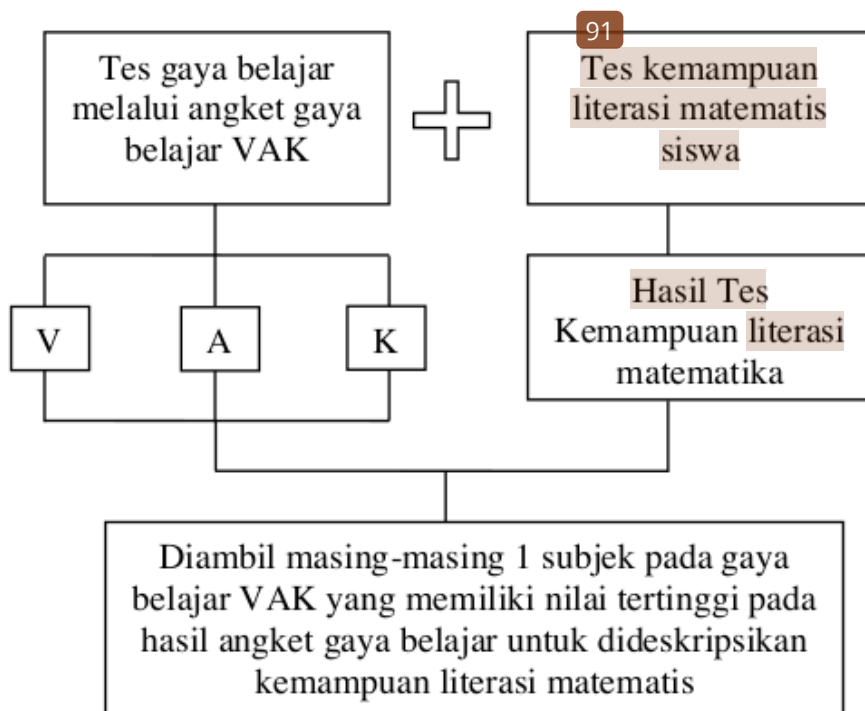 Tes gaya belajar
melalui angket gaya
belajar VAK
91
Tes kemampuan
literasi matematis
siswa
V
A
K
Hasil Tes
Kemampuan literasi
matematika
Diambil masing-masing 1 subjek pada gaya
belajar VAK yang memiliki nilai tertinggi pada
hasil angket gaya belajar untuk dideskripsikan
kemampuan literasi matematis